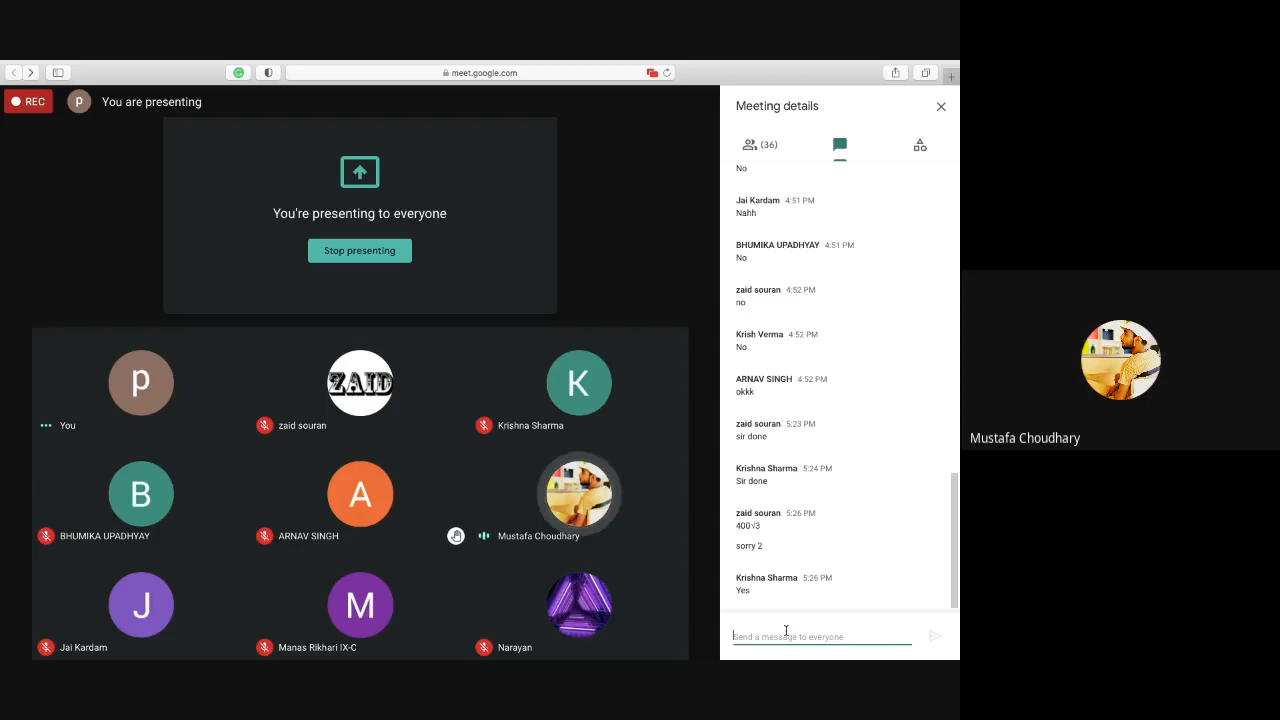 meet.google.com
REC
p
You are presenting
You're presenting to everyone
Stop presenting
p
You
ZAID
zaid souran
K
Krishna Sharma
B
BHUMIKA UPADHYAY
A
ARNAV SINGH
Mustafa Choudhary
J
Jai Kardam
M
Manas Rikhari IX-C
Narayan
Meeting details
(36)
No
Jai Kardam 4:51 PM
Nahh
BHUMIKA UPADHYAY 4:51 PM
No
zaid souran 4:52 PM
no
Krish Verma 4:52 PM
No
ARNAV SINGH 4:52 PM
okkk
zaid souran 5:23 PM
sir done
Krishna Sharma 5:24 PM
Sir done
zaid souran 5:26 PM
400√3
sorry 2
Krishna Sharma 5:26 PM
Yes
Send a message to everyone
Mustafa Choudhary